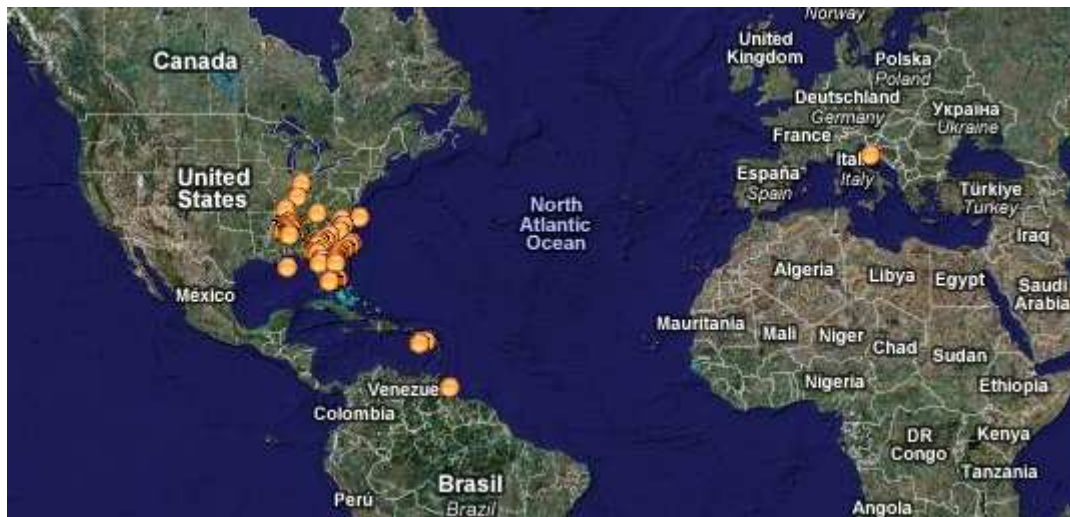 Norway
Canada
United
Kingdom
Polska
Poland
Deutschland
Germany
Україна
Ukraine
France
Ital
Italy
España
Spain
Türkiye
Turkey
United
States
North
Atlantic
Ocean
Iraq
Algeria
Libya
Egypt
Saudi
Arabia
México
Mauritania
Mali
Niger
Chad
Sudan
Nigeria
Ethiopia
Venezue
Colombia
DR
Congo
Kenya
Tanzania
Perú
Brasil
Brazil
Angola